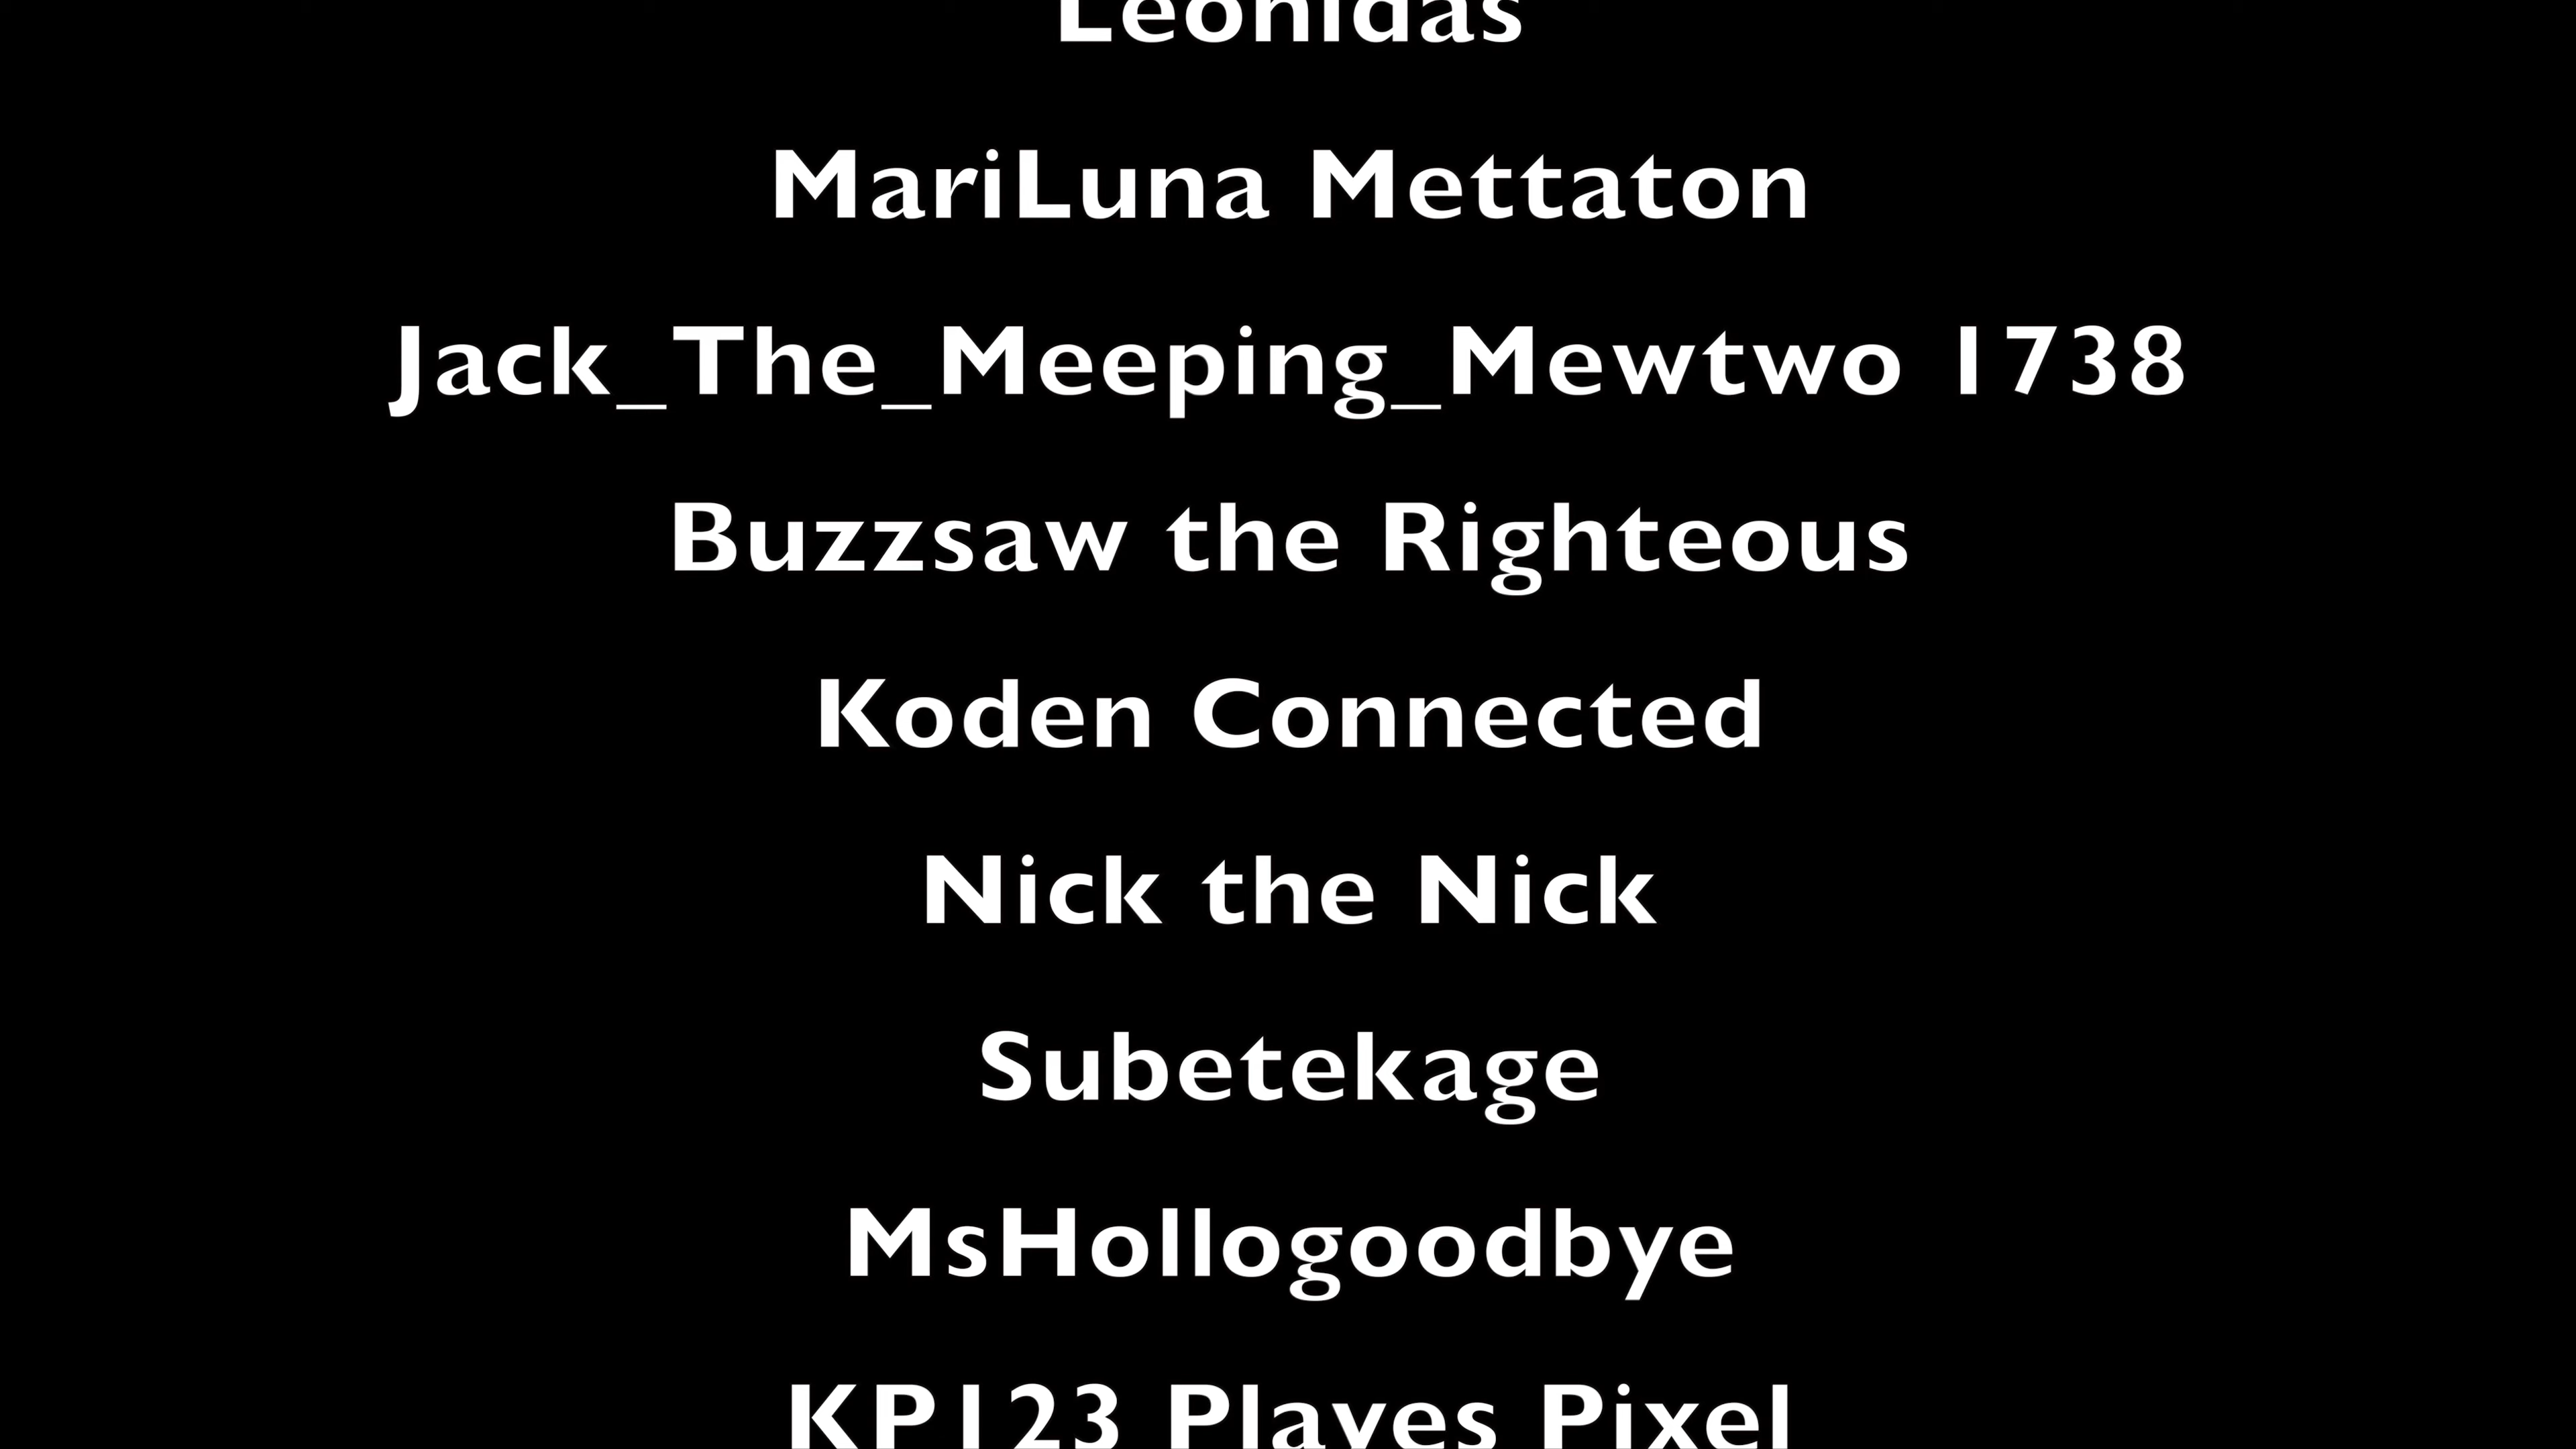 Leonidas
MariLuna Mettaton
Jack_The_Meeping_Mewtwo 1738
Buzzsaw the Righteous
Koden Connected
Nick the Nick
Subetekage
MsHollogoodbye
KP123 Playes Pixel